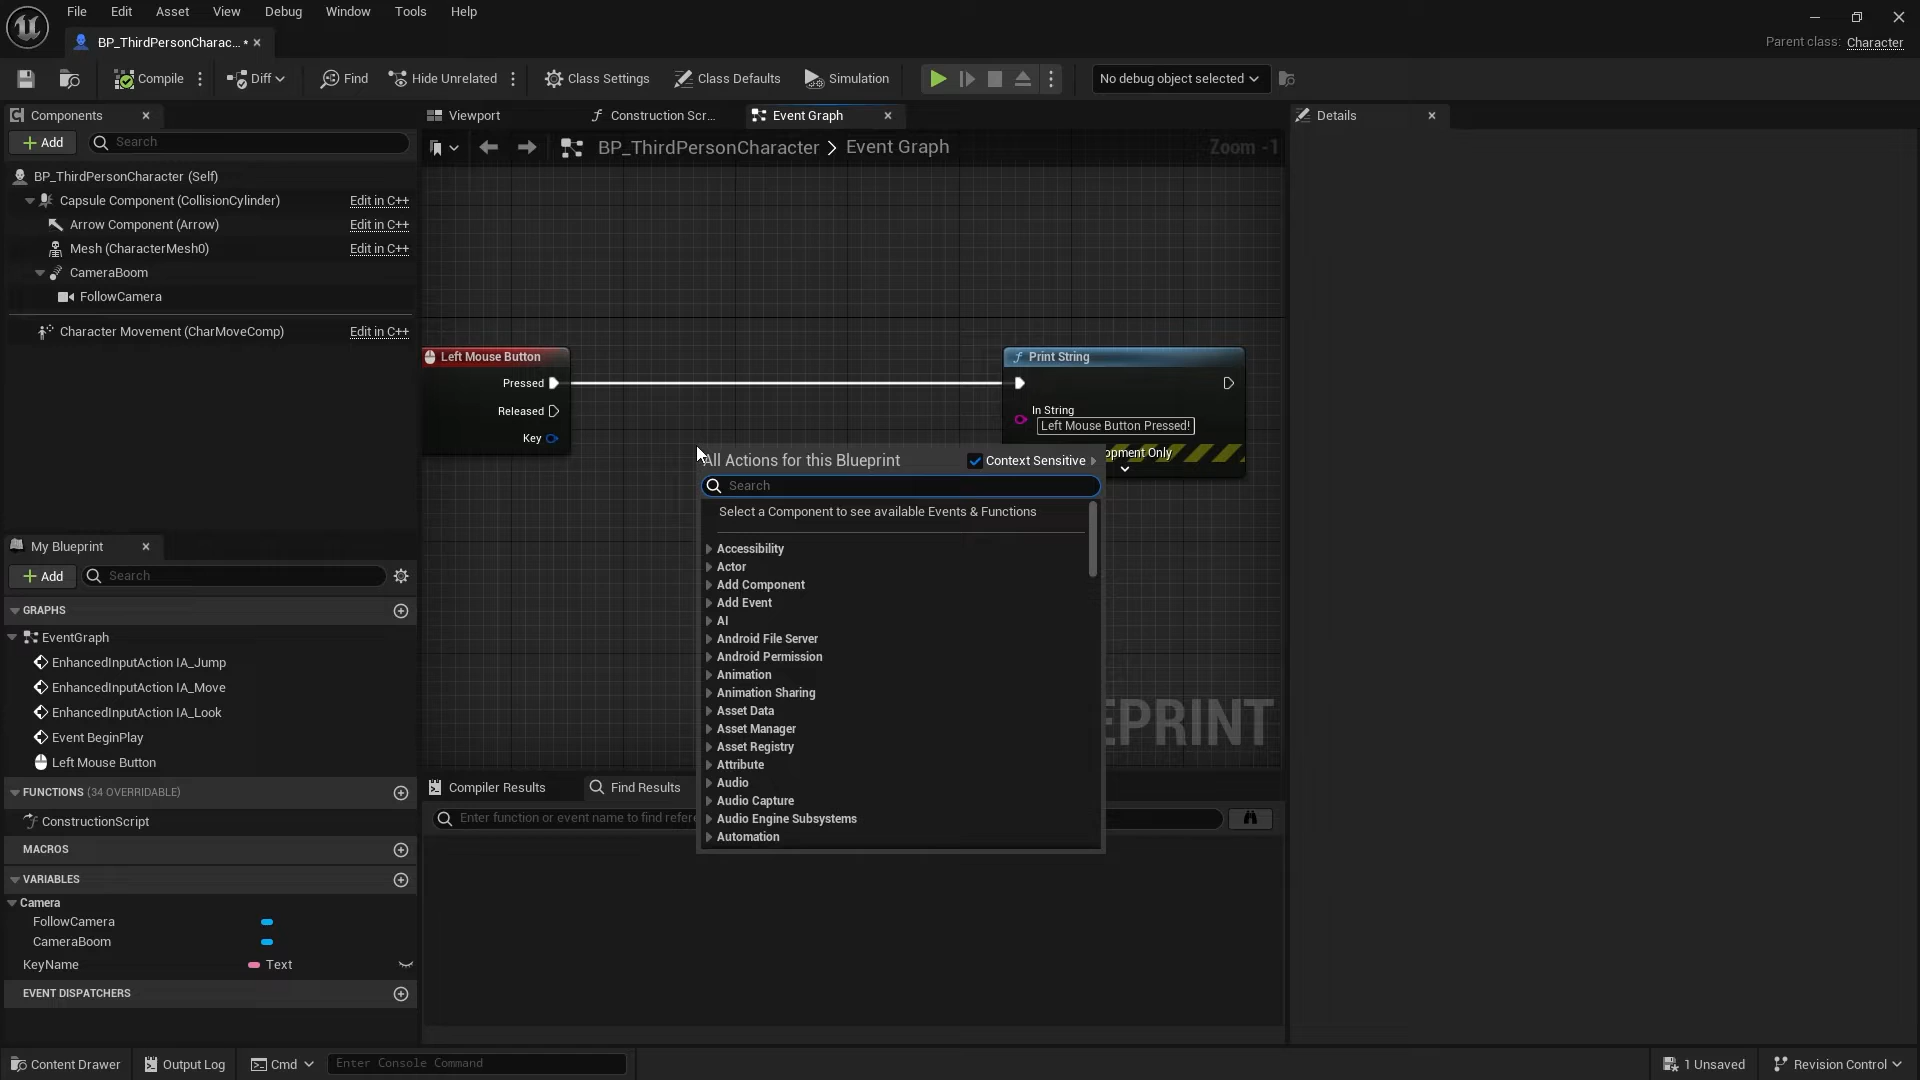 File Edit Asset View Debug Window Tools Help
BP_ThirdPersonCharac... •
Parent class: Character
Compile Diff Find Hide Unrelated Class Settings Class Defaults Simulation No debug object selected
Components
Add Search
BP_ThirdPersonCharacter (Self)
Capsule Component (CollisionCylinder) Edit in C++
Arrow Component (Arrow) Edit in C++
Mesh (CharacterMesh0) Edit in C++
CameraBoom
FollowCamera
Character Movement (CharMoveComp) Edit in C++
My Blueprint
Add Search
GRAPHS
EventGraph
EnhancedInputAction IA_Jump
EnhancedInputAction IA_Move
EnhancedInputAction IA_Look
Event BeginPlay
Left Mouse Button
FUNCTIONS (34 OVERRIDABLE)
ConstructionScript
MACROS
VARIABLES
Camera
FollowCamera
CameraBoom
KeyName Text
EVENT DISPATCHERS
Viewport Construction Scr... Event Graph
BP_ThirdPersonCharacter > Event Graph Zoom -1
Left Mouse Button
Pressed
Released
Key
Print String
In String
Left Mouse Button Pressed!
opment Only
All Actions for this Blueprint Context Sensitive
Search
Select a Component to see available Events & Functions
Accessibility
Actor
Add Component
Add Event
AI
Android File Server
Android Permission
Animation
Animation Sharing
Asset Data
Asset Manager
Asset Registry
Attribute
Audio
Audio Capture
Audio Engine Subsystems
Automation
EPRINT
Compiler Results Find Results
Enter function or event name to find refere
Details
Content Drawer Output Log Cmd Enter Console Command 1 Unsaved Revision Control